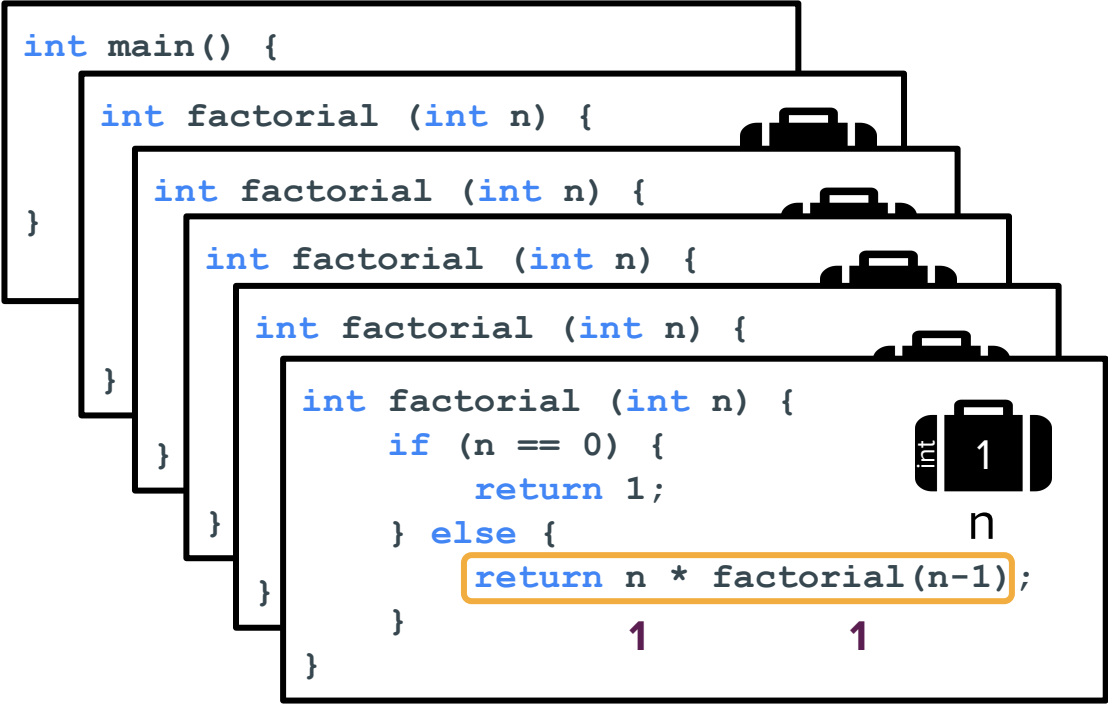 int main() {
int factorial (int n) {
int factorial (int n) {
}
int factorial (int n) {
int factorial (int n) {
}
int factorial (int n) {
if (n == 0) {
int
1
}
return 1;
}
n
} else {
}
return n * factorial(n-1);
}
}
1
1
}